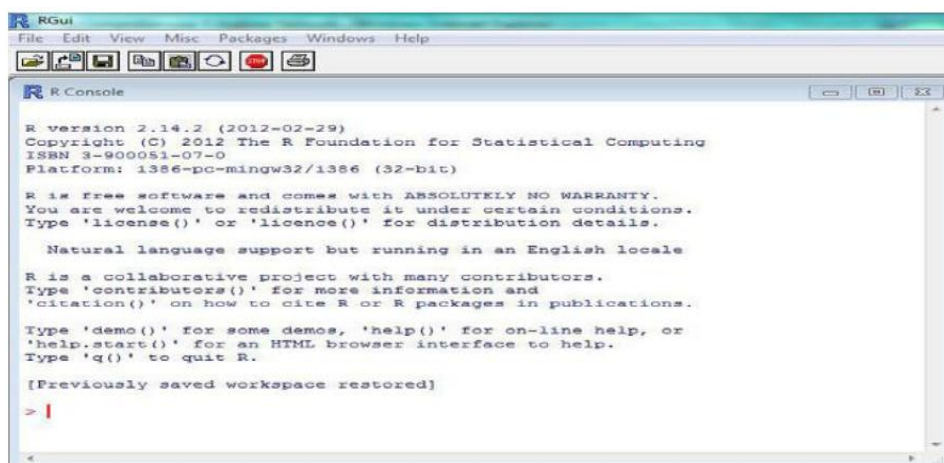 RGui
File Edit View Misc Packages Windows Help
STOP
R Console
R version 2.14.2 (2012-02-29)
Copyright (C) 2012 The R Foundation for Statistical Computing
ISBN 3-900051-07-0
Platform: i386-pc-mingw32/i386 (32-bit)
R is free software and comes with ABSOLUTELY NO WARRANTY.
You are welcome to redistribute it under certain conditions.
Type 'license()' or 'licence()' for distribution details.
Natural language support but running in an English locale
R is a collaborative project with many contributors.
Type 'contributors()' for more information and
'citation()' on how to cite R or R packages in publications.
Type 'demo()' for some demos, 'help()' for on-line help, or
'help.start()' for an HTML browser interface to help.
Type 'q()' to quit R.
[Previously saved workspace restored]
>